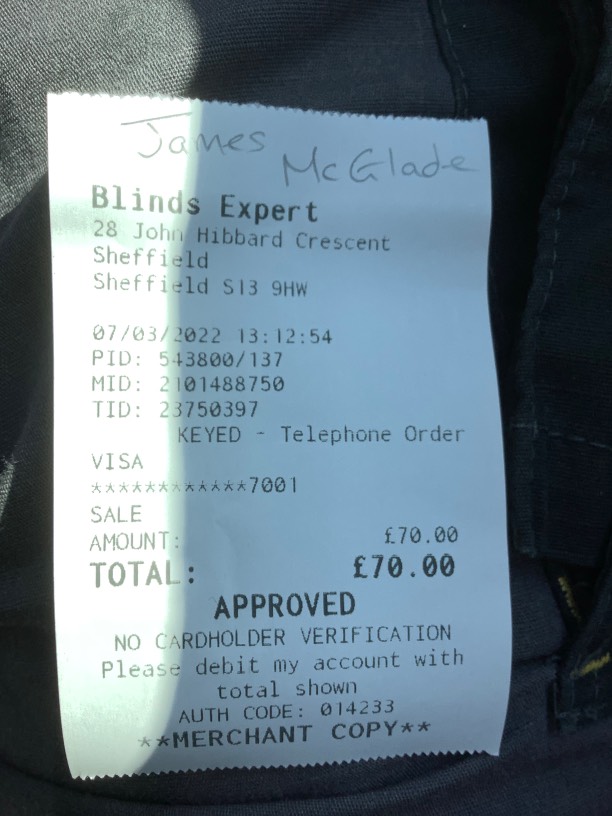 James
McGlade
Blinds Expert
28 John Hibbard Crescent
Sheffield
Sheffield S13 9HW
07/03/2022 13:12:54
PID: 543800/137
MID: 2101488750
TID: 23750397
KEYED - Telephone Order
VISA
************7001
SALE
AMOUNT: £70.00
TOTAL: £70.00
APPROVED
NO CARDHOLDER VERIFICATION
Please debit my account with
total shown
AUTH CODE: 014233
**MERCHANT COPY**